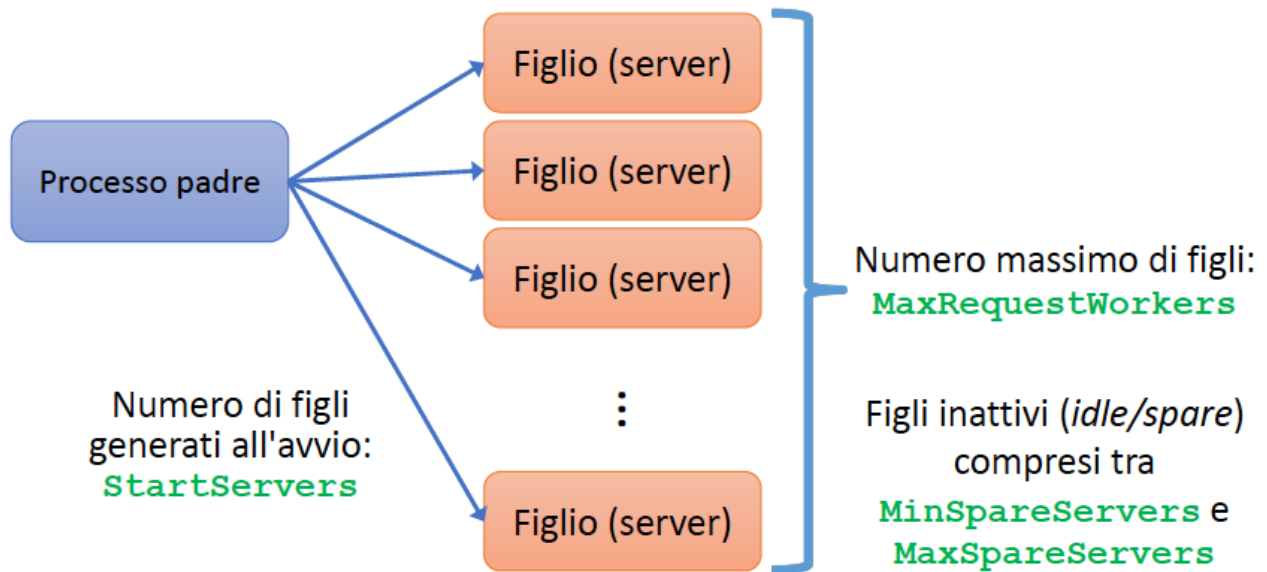 Processo padre
Figlio (server)
Figlio (server)
Figlio (server)
⋮
Figlio (server)
Numero di figli
generati all'avvio:
StartServers
Numero massimo di figli:
MaxRequestWorkers
Figli inattivi (idle/spare)
compresi tra
MinSpareServers e
MaxSpareServers